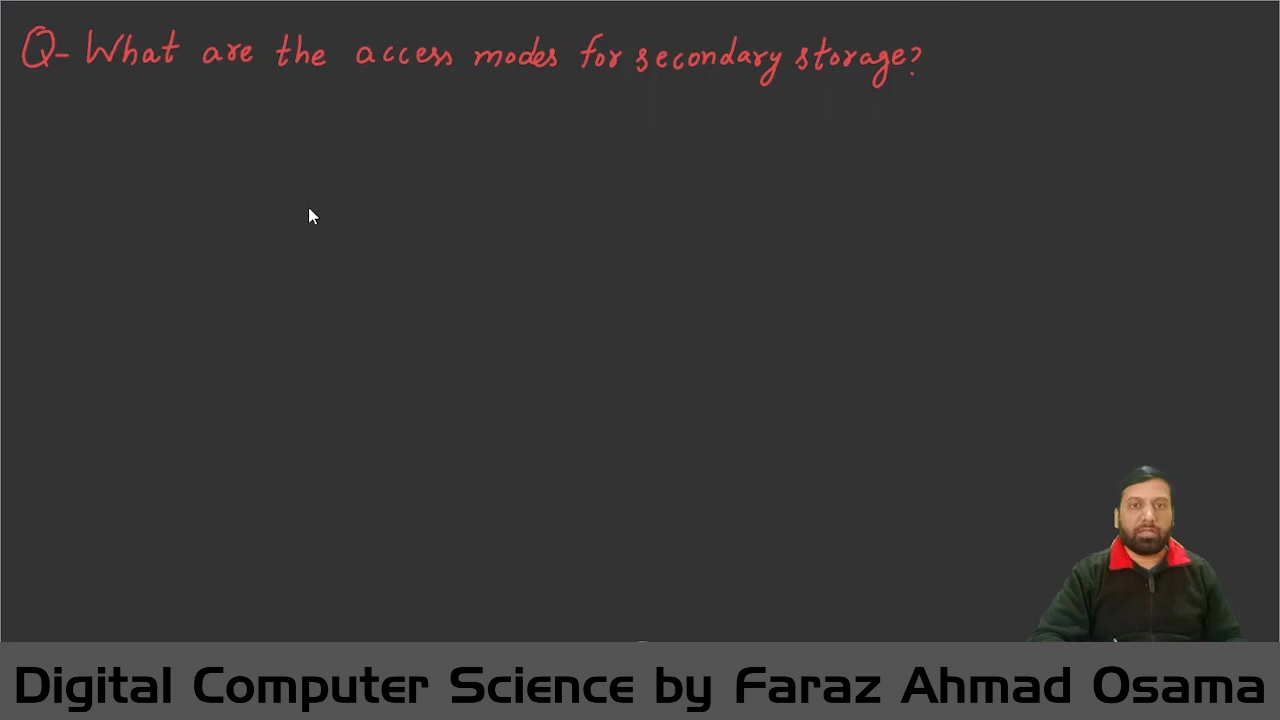 Q- What are the access modes for secondary storage?
Digital Computer Science by Faraz Ahmad Osama